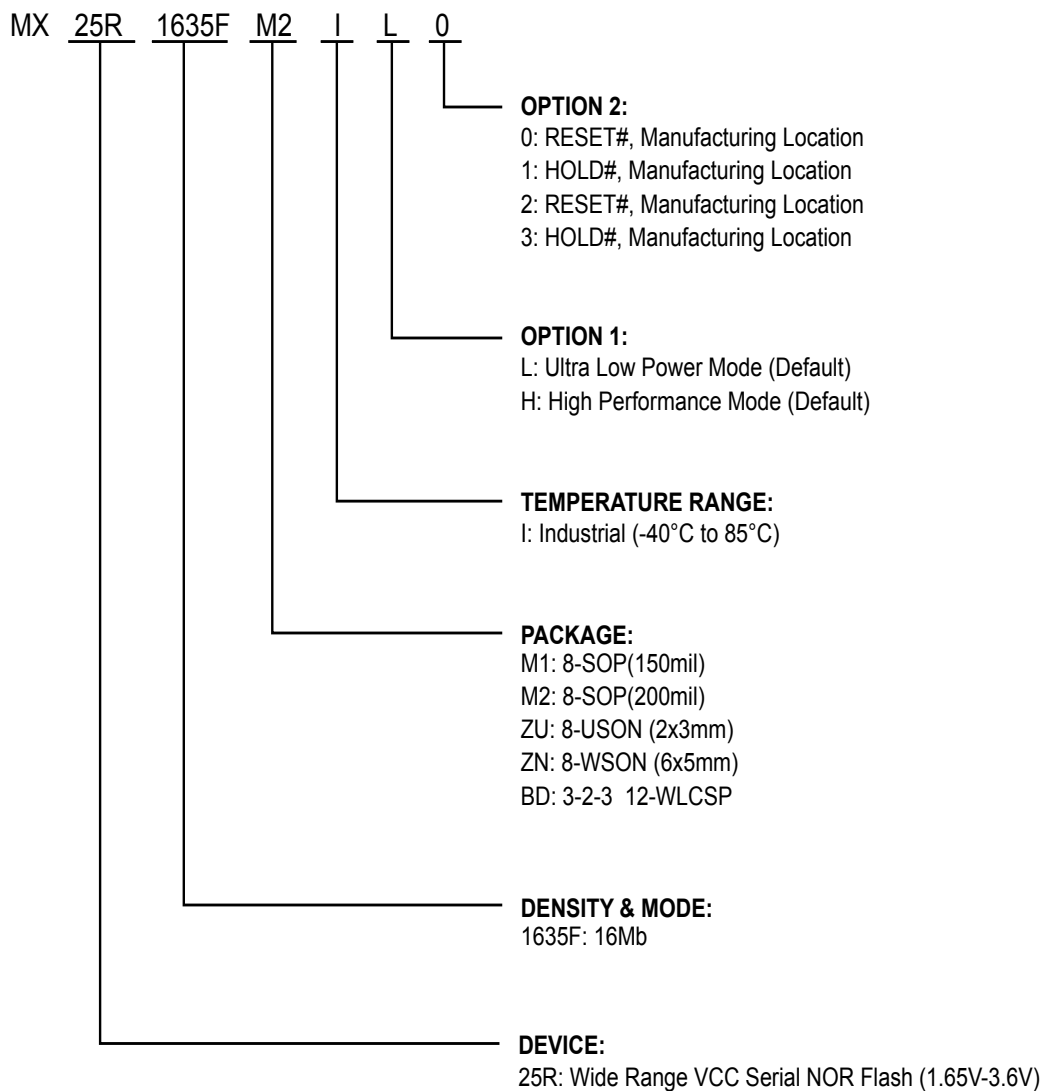 MX 25R 1635F M2 I L 0
OPTION 2:
0: RESET#, Manufacturing Location
1: HOLD#, Manufacturing Location
2: RESET#, Manufacturing Location
3: HOLD#, Manufacturing Location
OPTION 1:
L: Ultra Low Power Mode (Default)
H: High Performance Mode (Default)
TEMPERATURE RANGE:
I: Industrial (-40°C to 85°C)
PACKAGE:
M1: 8-SOP(150mil)
M2: 8-SOP(200mil)
ZU: 8-USON (2x3mm)
ZN: 8-WSON (6x5mm)
BD: 3-2-3 12-WLCSP
DENSITY & MODE:
1635F: 16Mb
DEVICE:
25R: Wide Range VCC Serial NOR Flash (1.65V-3.6V)